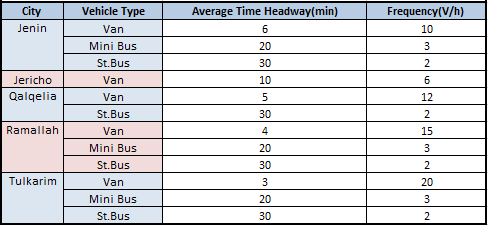 City Vehicle Type Average Time Headway(min) Frequency(V/h)
Jenin Van 6 10
Mini Bus 20 3
St.Bus 30 2
Jericho Van 10 6
Qalqelia Van 5 12
St.Bus 30 2
Ramallah Van 4 15
Mini Bus 20 3
St.Bus 30 2
Tulkarim Van 3 20
Mini Bus 20 3
St.Bus 30 2